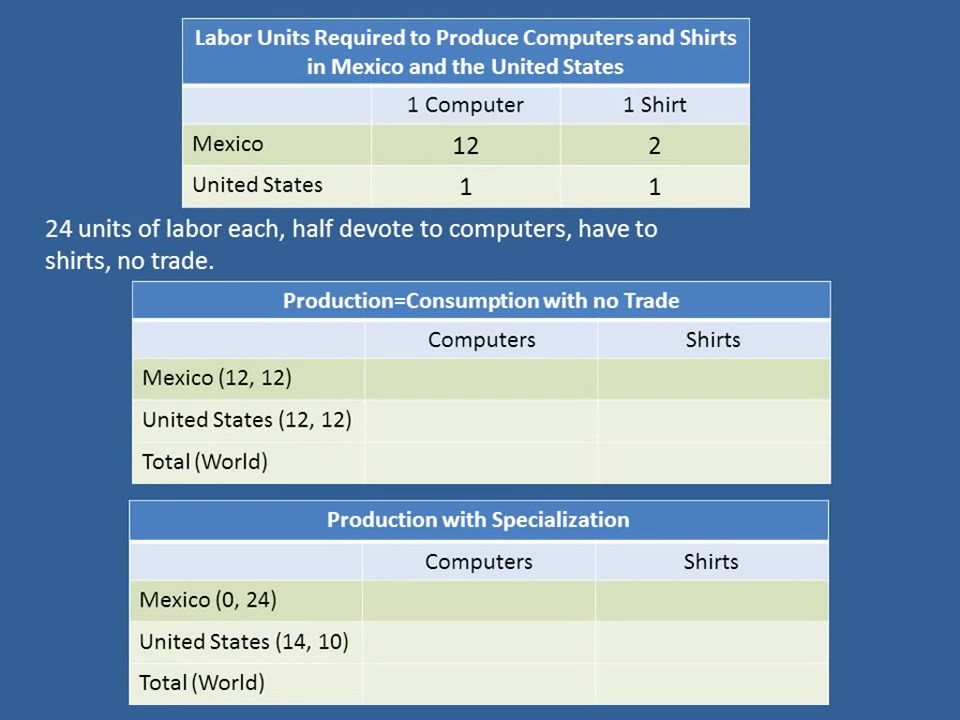 Labor Units Required to Produce Computers and Shirts
in Mexico and the United States
1 Computer 1 Shirt
Mexico 12 2
United States 1 1
24 units of labor each, half devote to computers, have to
shirts, no trade.
Production=Consumption with no Trade
Computers Shirts
Mexico (12, 12)
United States (12, 12)
Total (World)
Production with Specialization
Computers Shirts
Mexico (0, 24)
United States (14, 10)
Total (World)